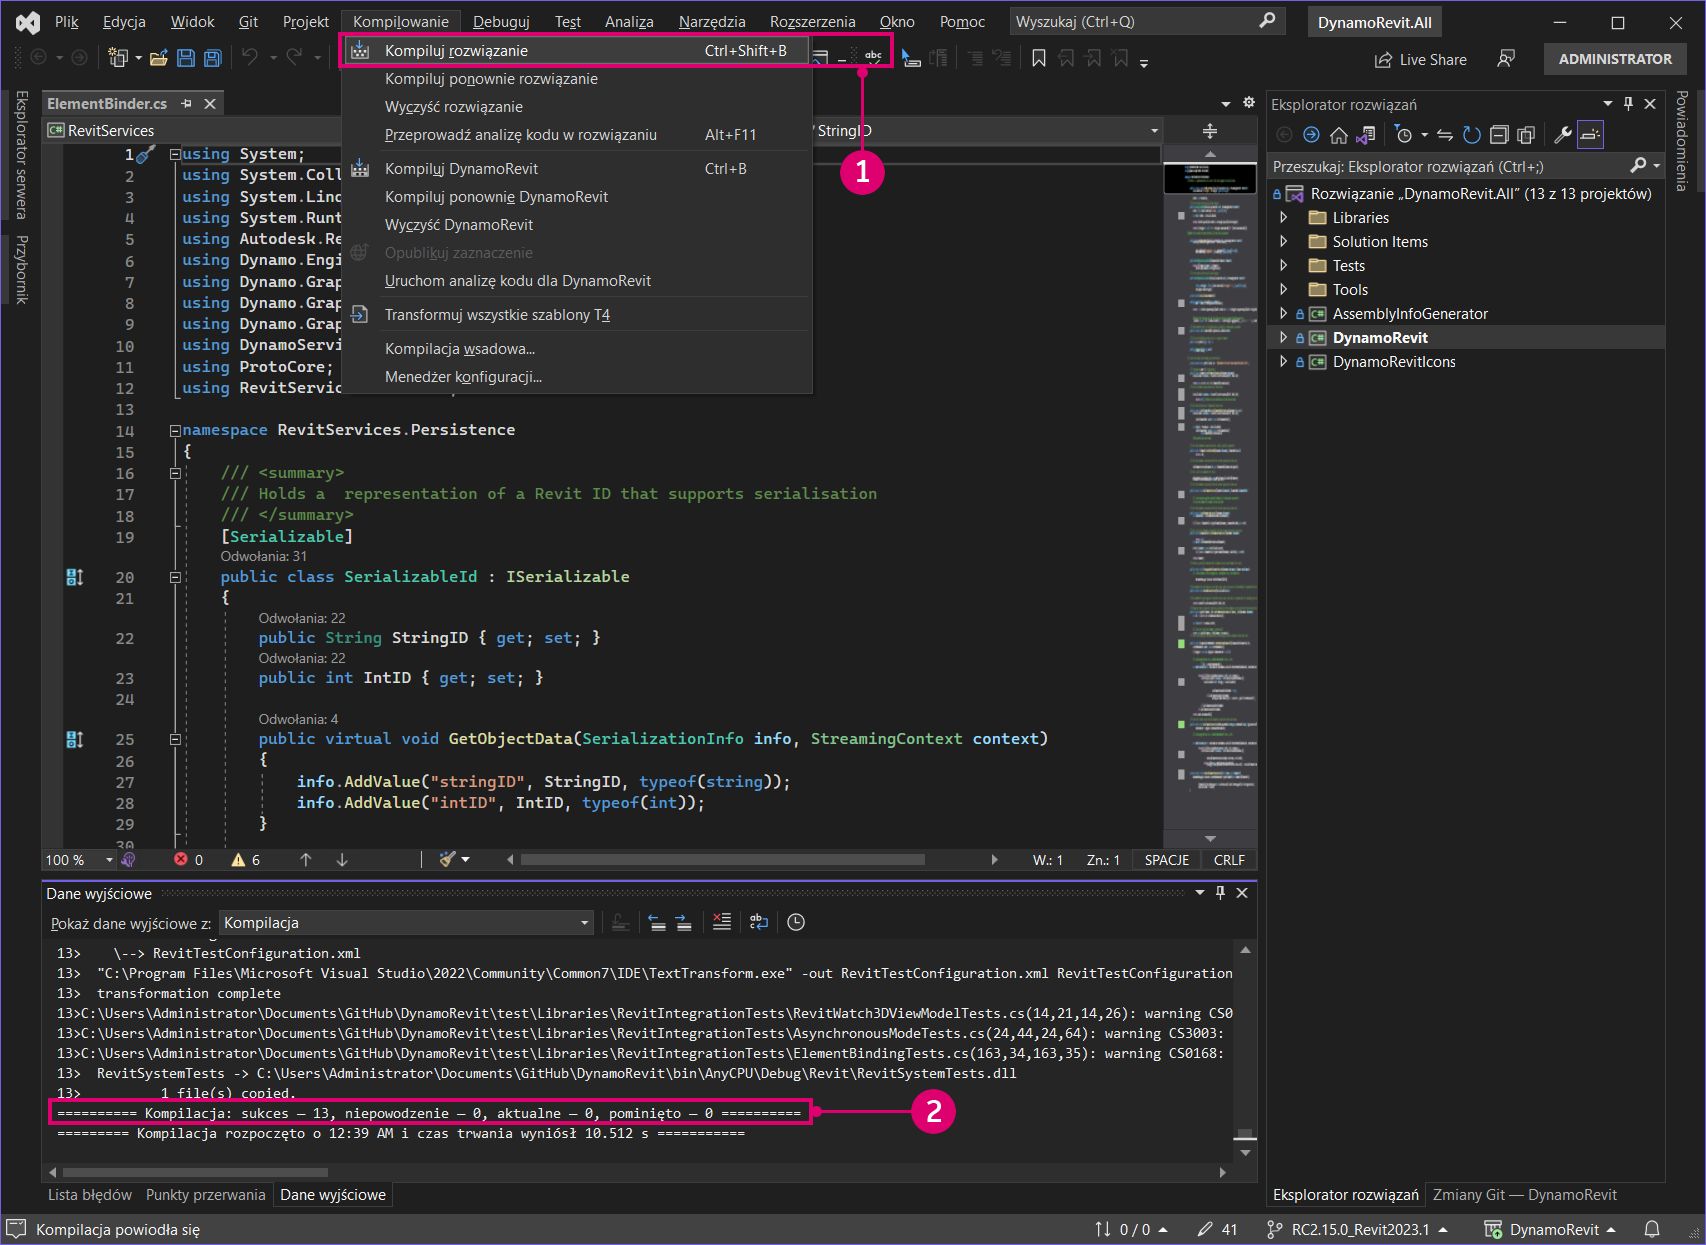 Plik Edycja Widok Git Projekt Kompilowanie Debuguj Test Analiza Narzędzia Rozszerzenia Okno Pomoc Wyszukaj (Ctrl+Q) DynamoRevit.All
Kompiluj rozwiązanie Ctrl+Shift+B
Kompiluj ponownie rozwiązanie
Wyczyść rozwiązanie
Przeprowadź analizę kodu w rozwiązaniu Alt+F11
Kompiluj DynamoRevit Ctrl+B
Kompiluj ponownie DynamoRevit
Wyczyść DynamoRevit
Opublikuj zaznaczenie
Uruchom analizę kodu dla DynamoRevit
Transformuj wszystkie szablony T4
Kompilacja wsadowa...
Menedżer konfiguracji...
1
abc
Live Share
ADMINISTRATOR
Eksplorator serwera
Przybornik
Powiadomienia
ElementBinder.cs
RevitServices
StringID
1 using System;
2 using System.Coll
3 using System.Linq
4 using System.Runt
5 using Autodesk.Re
6 using Dynamo.Engi
7 using Dynamo.Grap
8 using Dynamo.Grap
9 using Dynamo.Grap
10 using DynamoServi
11 using ProtoCore;
12 using RevitServic
13
14 namespace RevitServices.Persistence
15 {
16 /// <summary>
17 /// Holds a  representation of a Revit ID that supports serialisation
18 /// </summary>
19 [Serializable]
Odwołania: 31
20 public class SerializableId : ISerializable
21 {
Odwołania: 22
22 public String StringID { get; set; }
Odwołania: 22
23 public int IntID { get; set; }
24
Odwołania: 4
25 public virtual void GetObjectData(SerializationInfo info, StreamingContext context)
26 {
27 info.AddValue("stringID", StringID, typeof(string));
28 info.AddValue("intID", IntID, typeof(int));
29 }
30
100 % 0 6 W.: 1 Zn.: 1 SPACJE CRLF
Eksplorator rozwiązań
Przeszukaj: Eksplorator rozwiązań (Ctrl+;)
Rozwiązanie „DynamoRevit.All” (13 z 13 projektów)
Libraries
Solution Items
Tests
Tools
AssemblyInfoGenerator
DynamoRevit
DynamoRevitIcons
Dane wyjściowe
Pokaż dane wyjściowe z: Kompilacja
13> \--> RevitTestConfiguration.xml
13> "C:\Program Files\Microsoft Visual Studio\2022\Community\Common7\IDE\TextTransform.exe" -out RevitTestConfiguration.xml RevitTestConfiguration
13> transformation complete
13>C:\Users\Administrator\Documents\GitHub\DynamoRevit\test\Libraries\RevitIntegrationTests\RevitWatch3DViewModelTests.cs(14,21,14,26): warning CS0
13>C:\Users\Administrator\Documents\GitHub\DynamoRevit\test\Libraries\RevitIntegrationTests\AsynchronousModeTests.cs(24,44,24,64): warning CS3003:
13>C:\Users\Administrator\Documents\GitHub\DynamoRevit\test\Libraries\RevitIntegrationTests\ElementBindingTests.cs(163,34,163,35): warning CS0168:
13> RevitSystemTests -> C:\Users\Administrator\Documents\GitHub\DynamoRevit\bin\AnyCPU\Debug\Revit\RevitSystemTests.dll
13> 1 file(s) copied.
========== Kompilacja: sukces — 13, niepowodzenie — 0, aktualne — 0, pominięto — 0 ==========
2
========= Kompilacja rozpoczęto o 12:39 AM i czas trwania wyniósł 10.512 s ===========
Lista błędów Punkty przerwania Dane wyjściowe
Eksplorator rozwiązań Zmiany Git — DynamoRevit
Kompilacja powiodła się 0 / 0 41 RC2.15.0_Revit2023.1 DynamoRevit